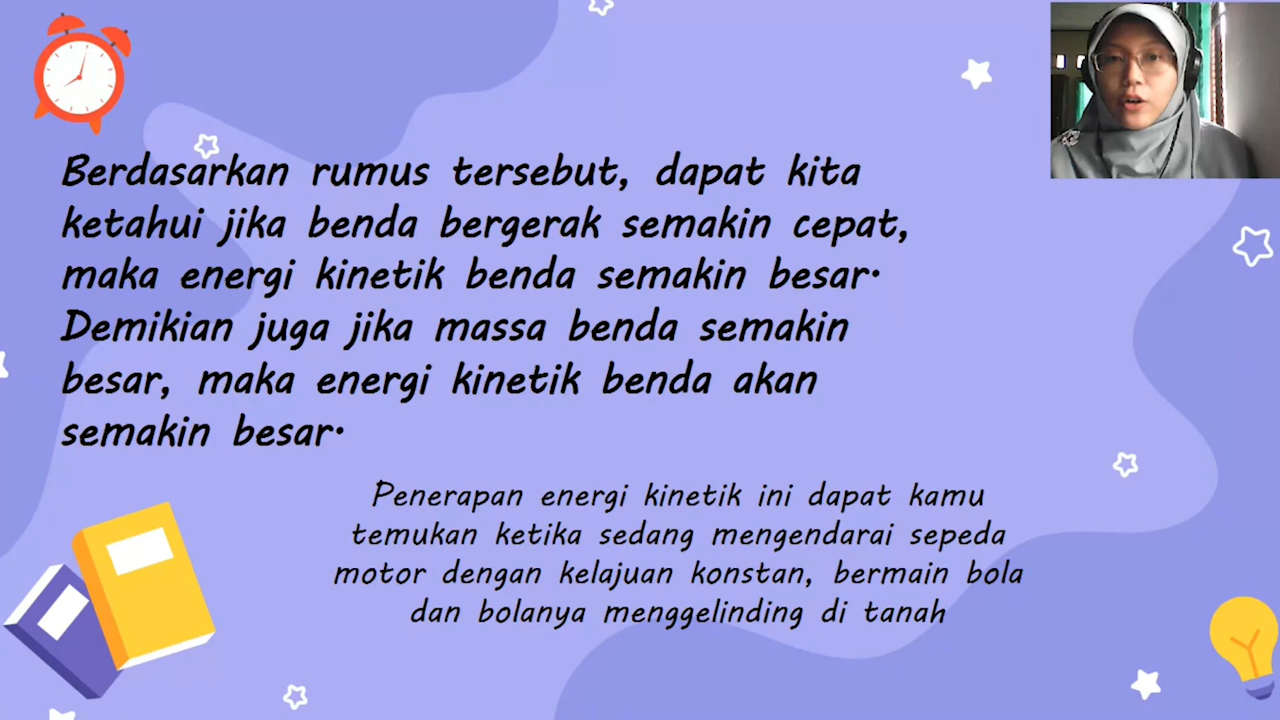 Berdasarkan rumus tersebut, dapat kita
ketahui jika benda bergerak semakin cepat,
maka energi kinetik benda semakin besar.
Demikian juga jika massa benda semakin
besar, maka energi kinetik benda akan
semakin besar.
Penerapan energi kinetik ini dapat kamu
temukan ketika sedang mengendarai sepeda
motor dengan kelajuan konstan, bermain bola
dan bolanya menggelinding di tanah